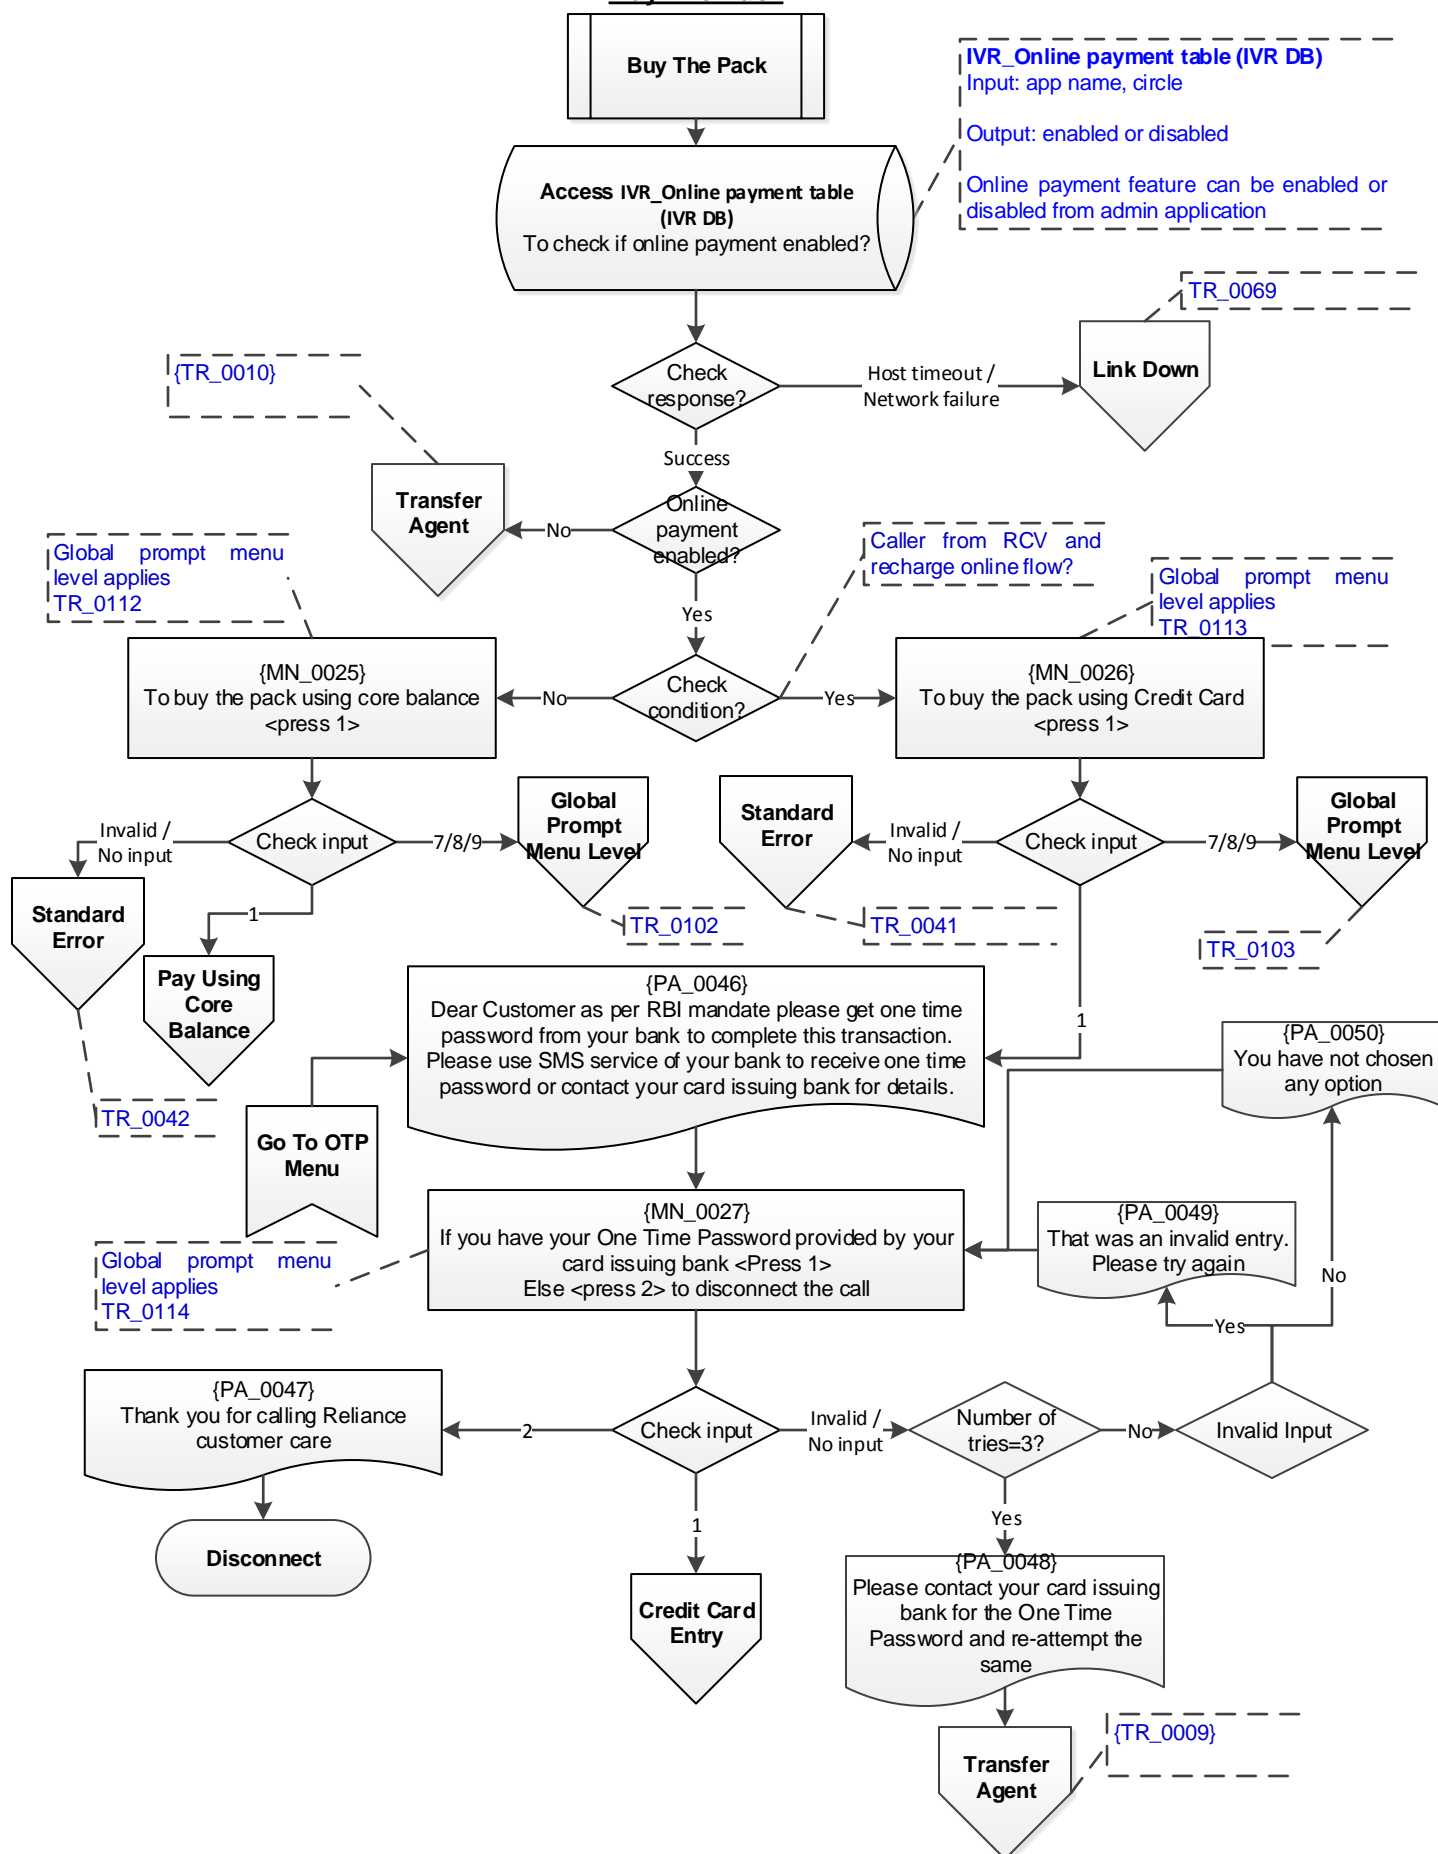 Buy The Pack
IVR_Online payment table (IVR DB)
Input: app name, circle
Output: enabled or disabled
Online payment feature can be enabled or
disabled from admin application
Access IVR_Online payment table
(IVR DB)
To check if online payment enabled?
TR_0069
Link Down
Check
response?
Host timeout /
Network failure
{TR_0010}
Success
Transfer
Agent
No
Online
payment
enabled?
Caller from RCV and
recharge online flow?
Global prompt menu
level applies
TR_0112
Global prompt menu
level applies
TR_0113
Yes
{MN_0025}
To buy the pack using core balance
<press 1>
No
Check
condition?
Yes
{MN_0026}
To buy the pack using Credit Card
<press 1>
Invalid /
No input
Check input
7/8/9
Global
Prompt
Menu Level
Standard
Error
Invalid /
No input
Check input
7/8/9
Global
Prompt
Menu Level
Standard
Error
1
TR_0102
TR_0041
TR_0103
Pay Using
Core
Balance
TR_0042
{PA_0046}
Dear Customer as per RBI mandate please get one time
password from your bank to complete this transaction.
Please use SMS service of your bank to receive one time
password or contact your card issuing bank for details.
1
{PA_0050}
You have not chosen
any option
Go To OTP
Menu
{MN_0027}
If you have your One Time Password provided by your
card issuing bank <Press 1>
Else <press 2> to disconnect the call
{PA_0049}
That was an invalid entry.
Please try again
No
Yes
Global prompt menu
level applies
TR_0114
{PA_0047}
Thank you for calling Reliance
customer care
2
Check input
Invalid /
No input
Number of
tries=3?
No
Invalid Input
Disconnect
1
Yes
Credit Card
Entry
{PA_0048}
Please contact your card issuing
bank for the One Time
Password and re-attempt the
same
{TR_0009}
Transfer
Agent